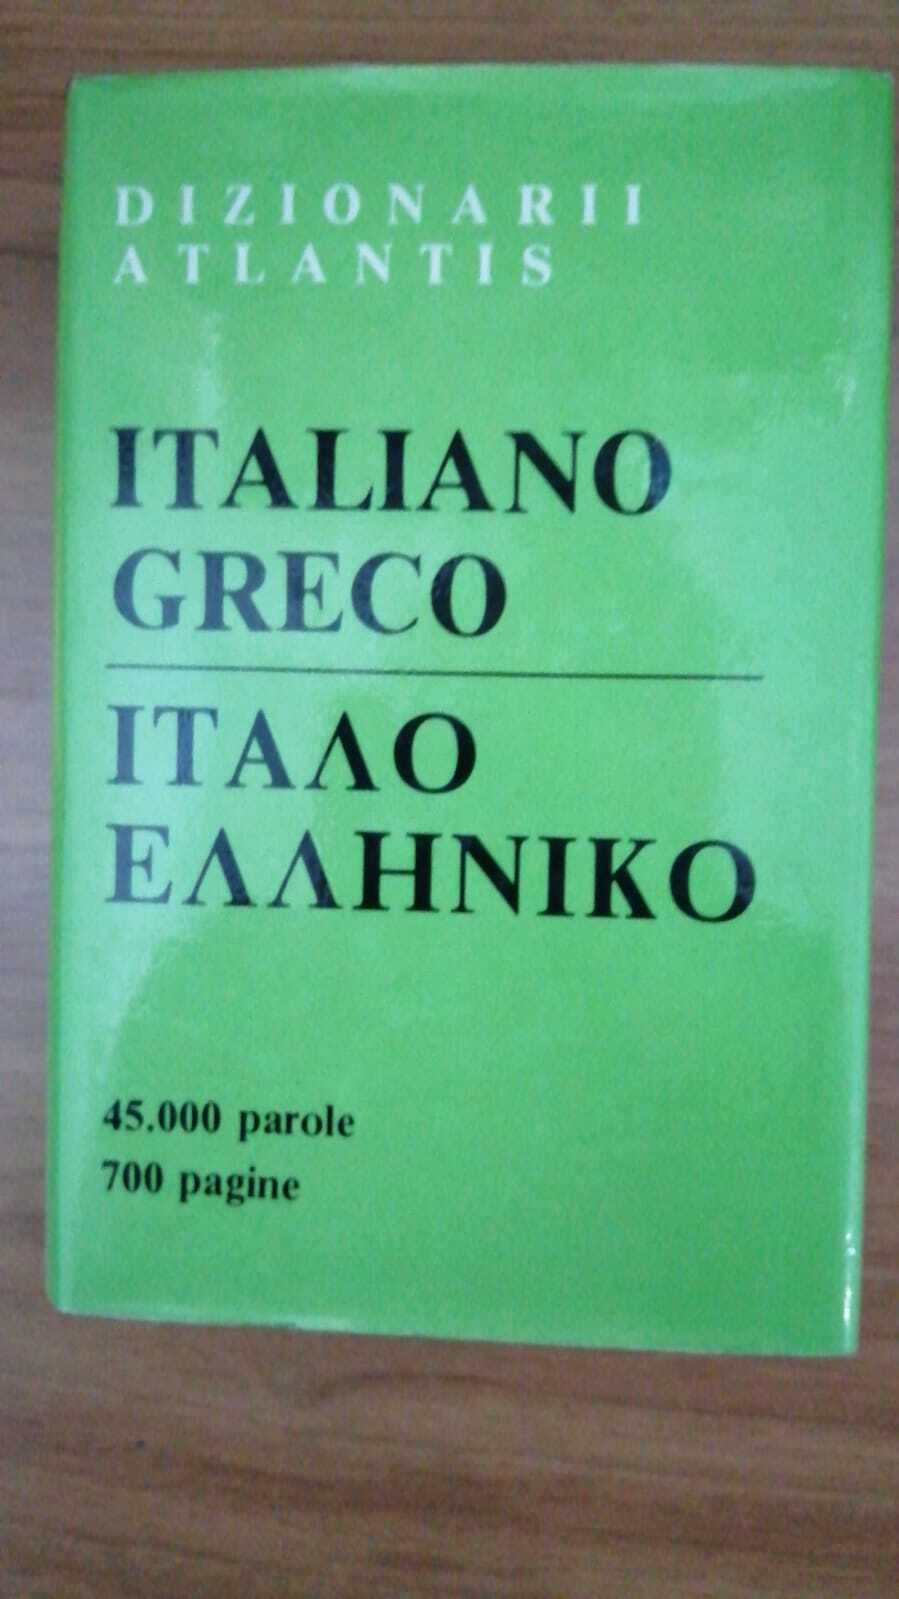 DIZIONARII
ATLANTIS
ITALIANO
GRECO
ΙΤΑΛΟ
ΕΛΛΗΝΙΚΟ
45.000 parole
700 pagine